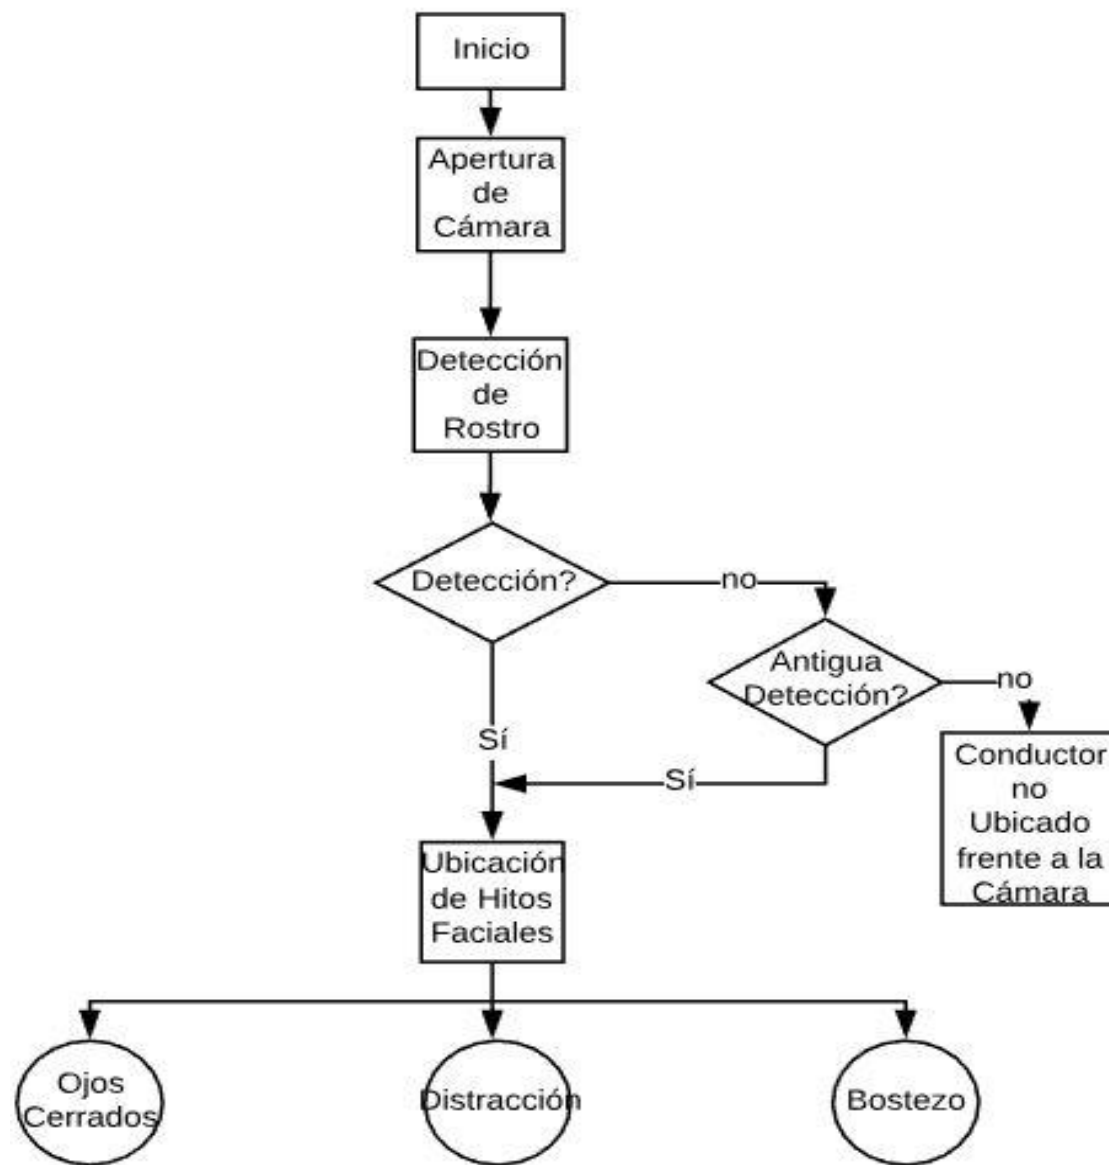 Inicio
Apertura
de
Cámara
Detección
de
Rostro
Detección?
no
Antigua
Detección?
no
Sí
Sí
Conductor
no
Ubicado
frente a la
Cámara
Ubicación
de Hitos
Faciales
Ojos
Cerrados
Distracción
Bostezo